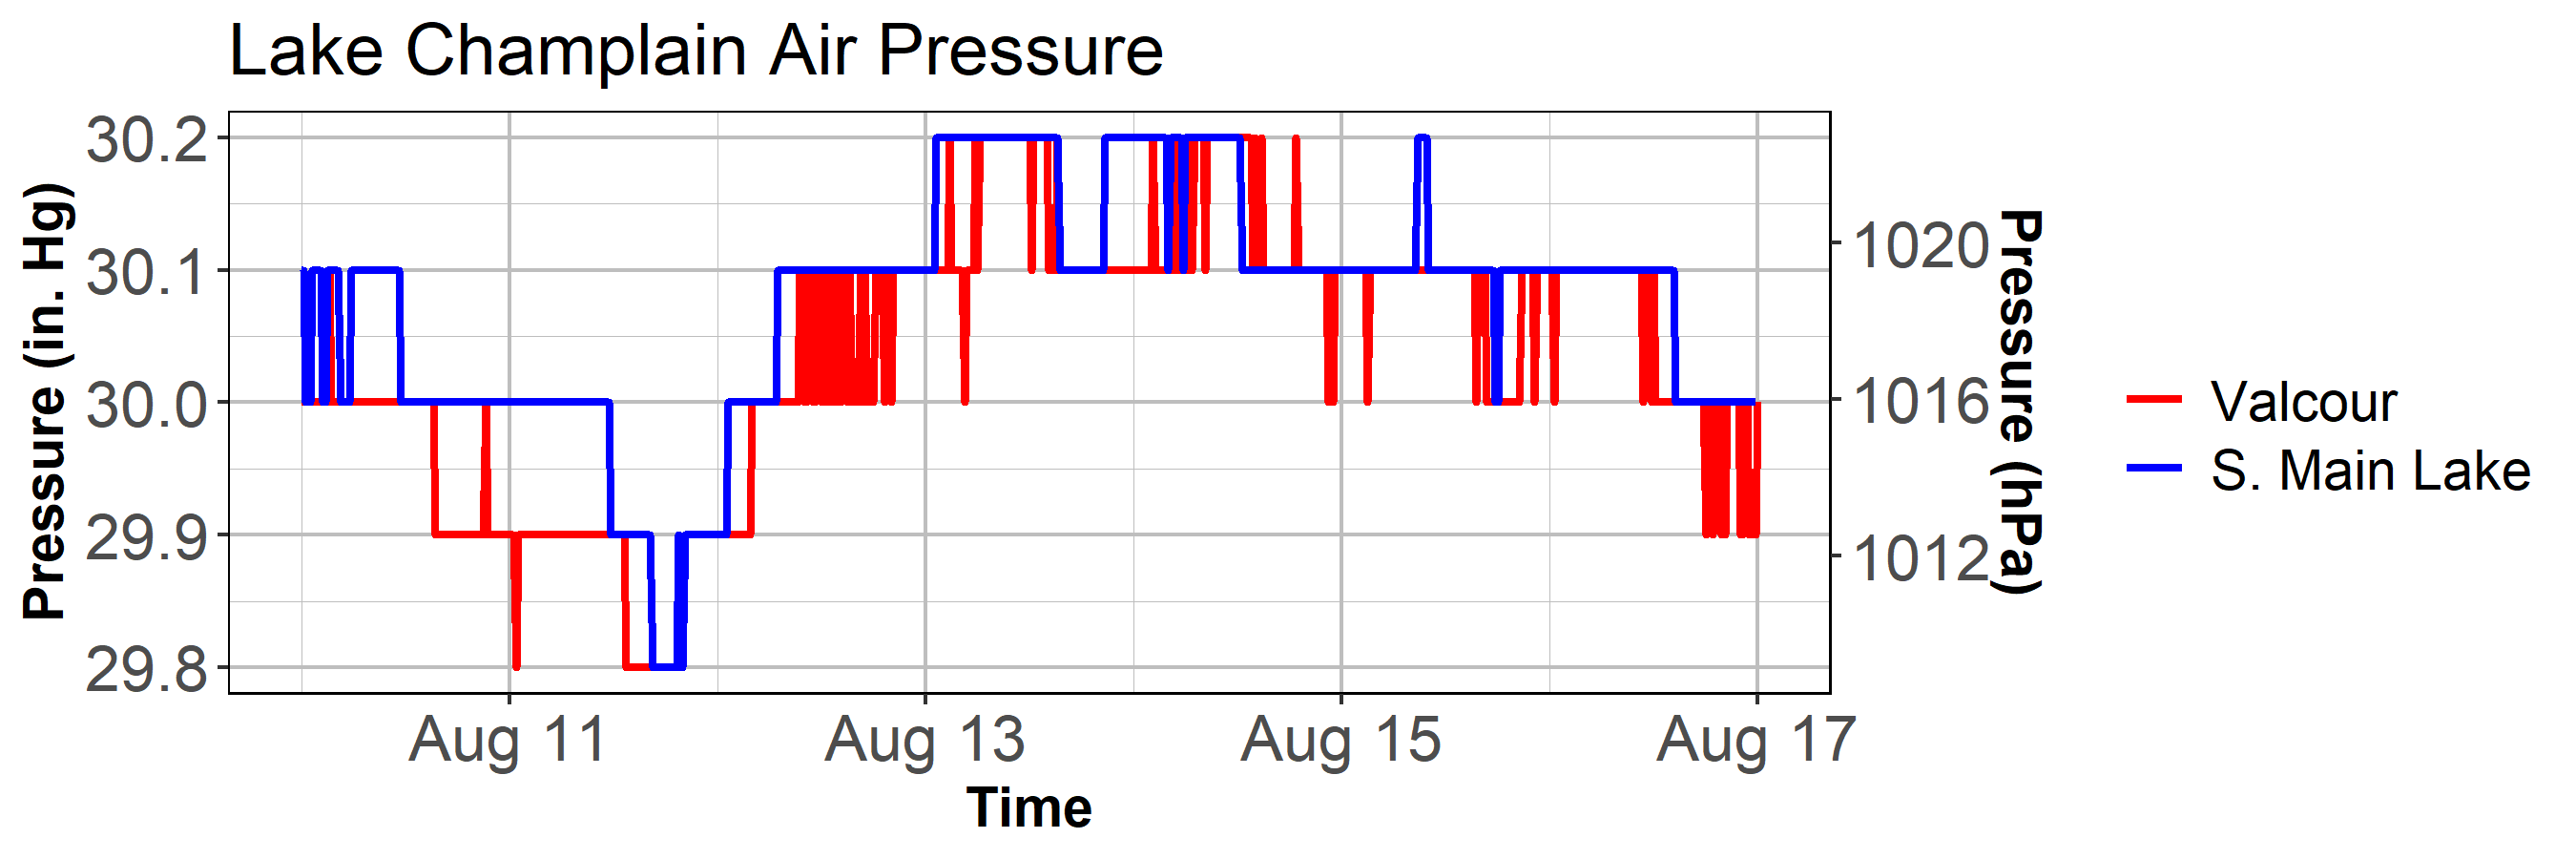 Lake Champlain Air Pressure
30.2
30.1
30.0
29.9
29.8
Pressure (in. Hg)
1020
1016
1012
Pressure (hPa)
Aug 11
Aug 13
Aug 15
Aug 17
Time
Valcour
S. Main Lake